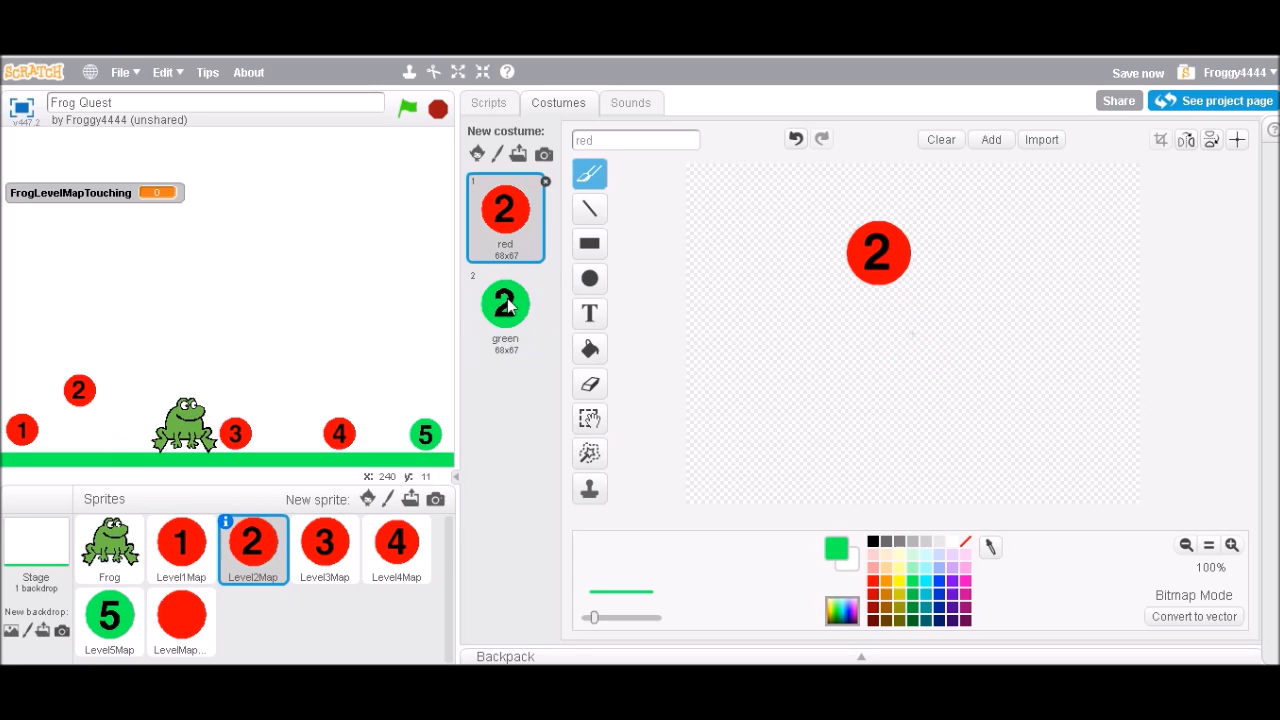 SCRATCH File Edit Tips About Save now Froggy4444
v447.2 Frog Quest
by Froggy4444 (unshared)
Scripts Costumes Sounds Share See project page
New costume: red Clear Add Import
FrogLevelMapTouching 0
1
2
red
68x67
2
2
green
68x67
2
1 2 3 4 5
x: 240 y: 11
Sprites New sprite:
1 2 3 4
Stage
1 backdrop
Frog Level1Map Level2Map Level3Map Level4Map
New backdrop:
5
Level5Map LevelMap...
100%
Bitmap Mode
Convert to vector
Backpack